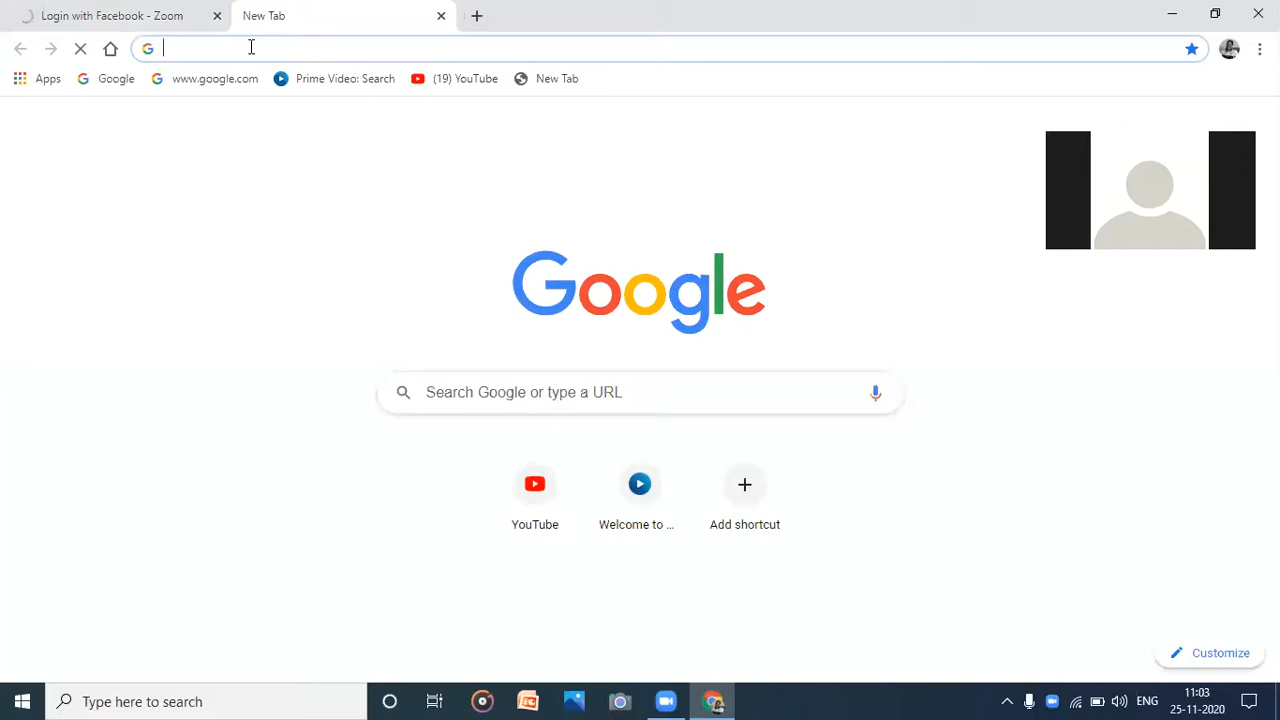 Login with Facebook - Zoom
New Tab
Apps
Google
www.google.com
Prime Video: Search
(19) YouTube
New Tab
Google
Search Google or type a URL
YouTube
Welcome to ...
Add shortcut
Customize
Type here to search
ENG
11:03
25-11-2020